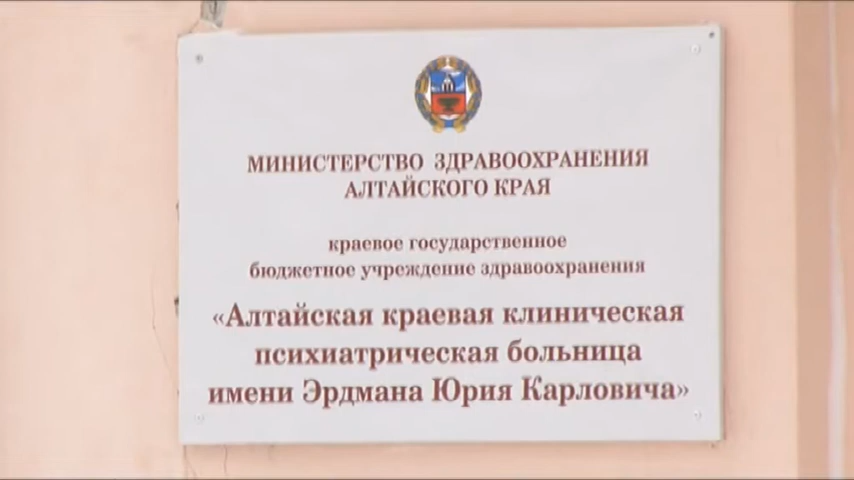 МИНИСТЕРСТВО ЗДРАВООХРАНЕНИЯ
АЛТАЙСКОГО КРАЯ
краевое государственное
бюджетное учреждение здравоохранения
«Алтайская краевая клиническая
психиатрическая больница
имени Эрдмана Юрия Карловича»